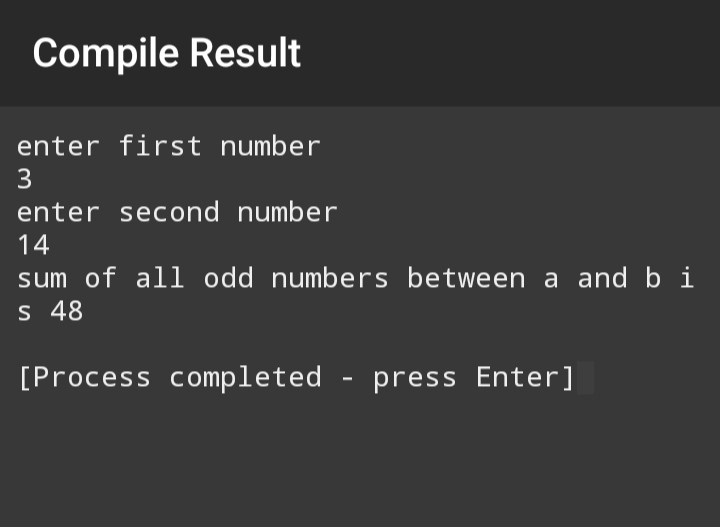 Compile Result
enter first number
3
enter second number
14
sum of all odd numbers between a and b i
s 48
[Process completed - press Enter]